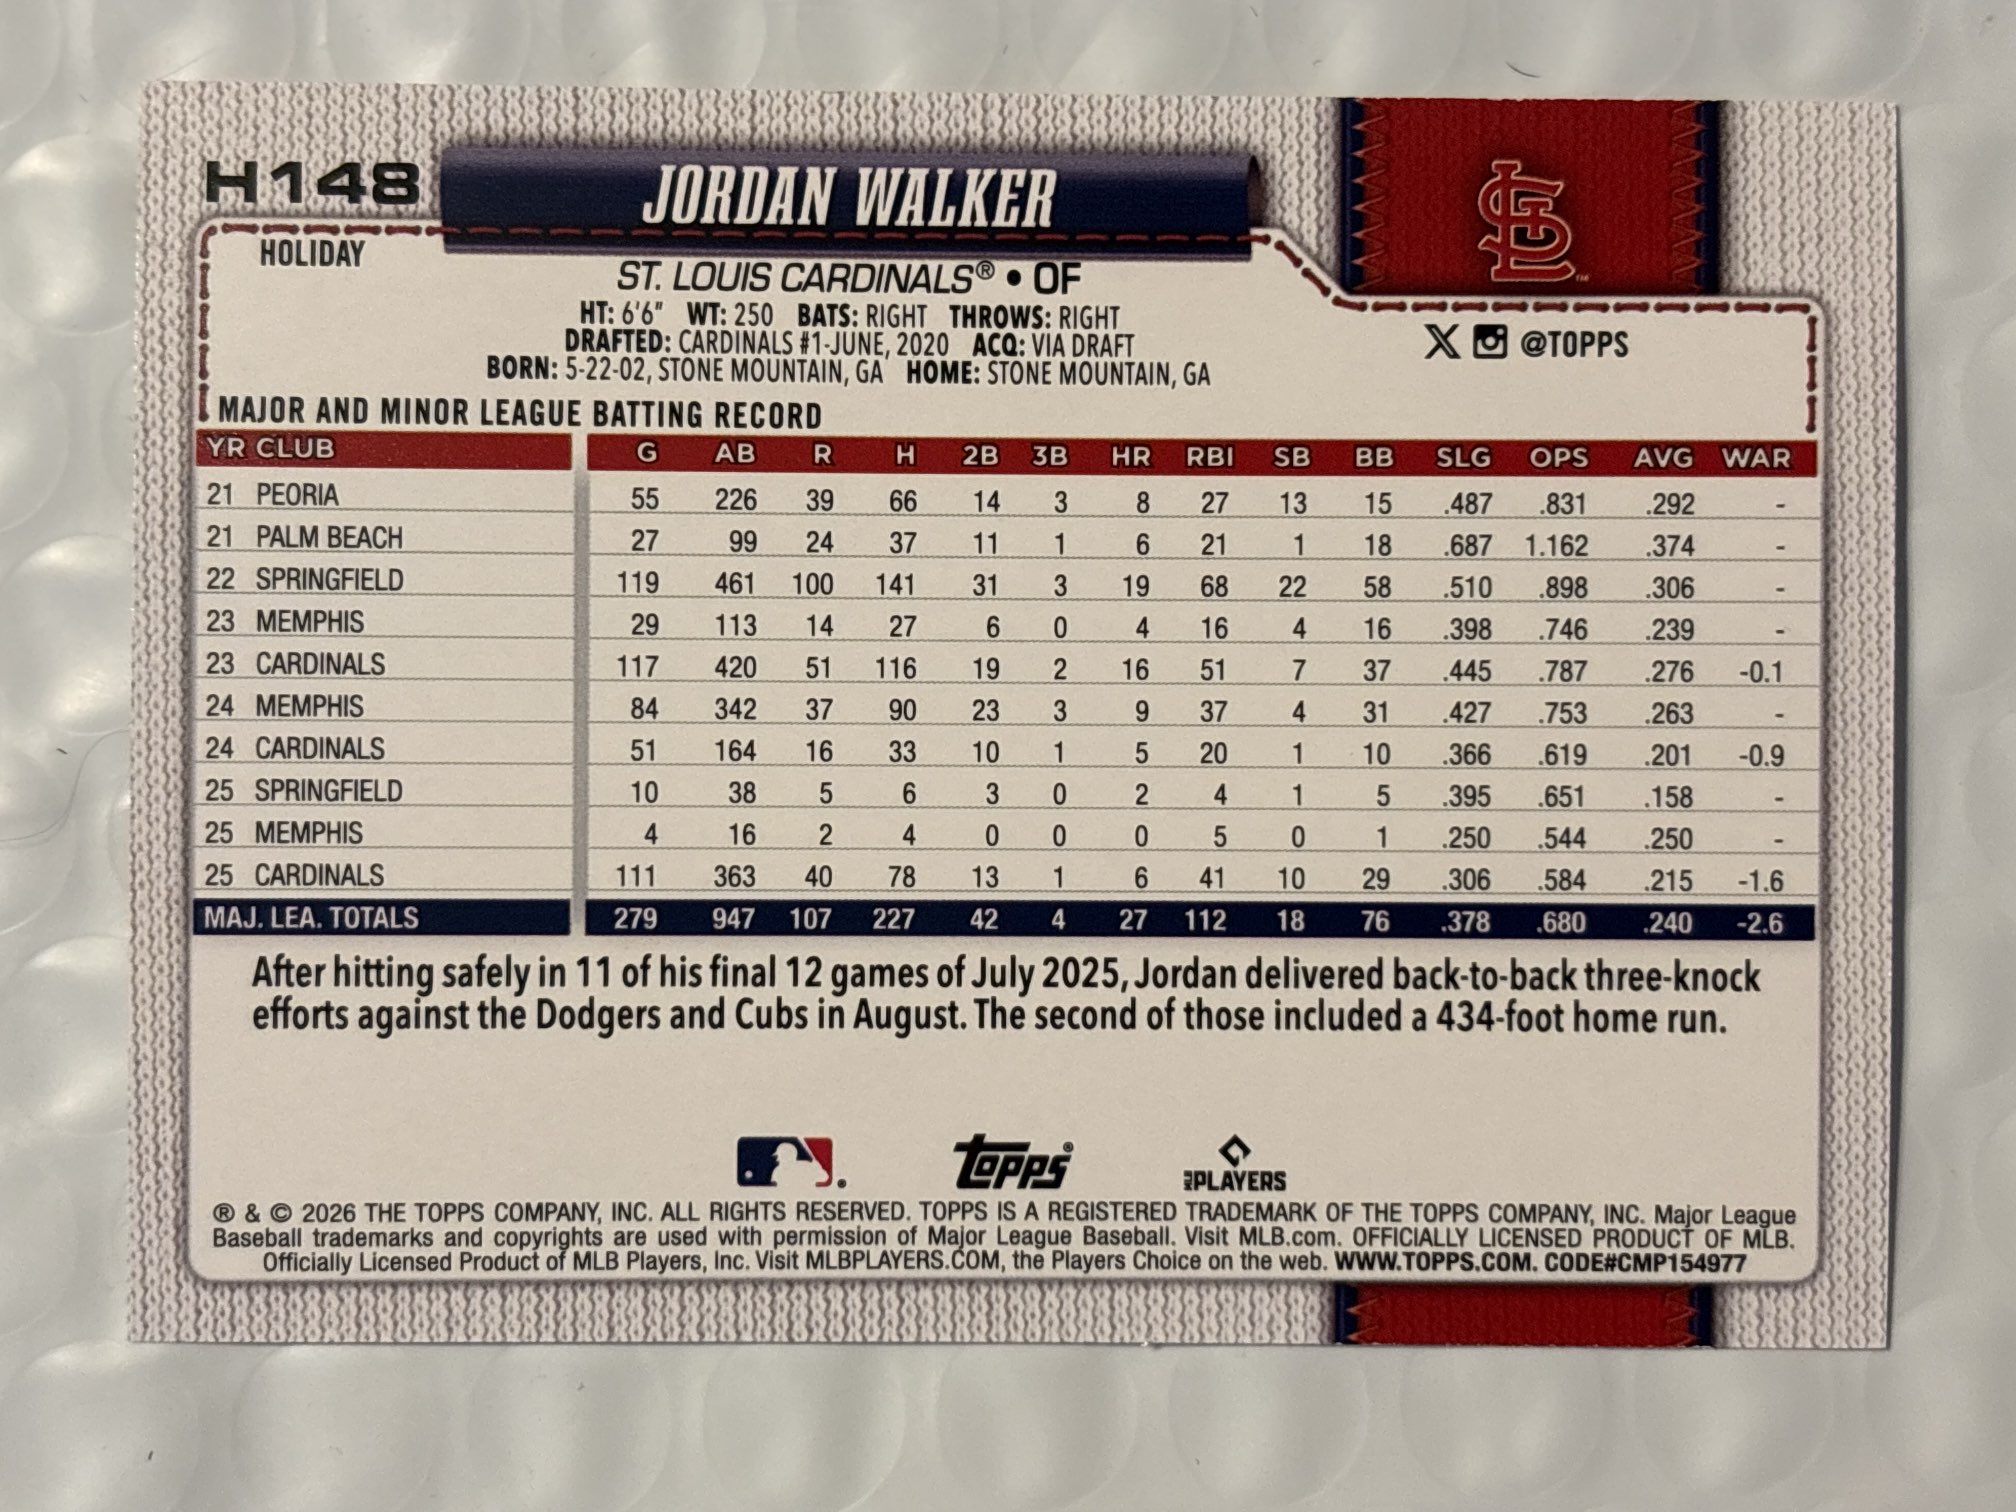 H148
JORDAN WALKER
STL
™
HOLIDAY
ST. LOUIS CARDINALS® • OF
HT: 6'6" WT: 250 BATS: RIGHT THROWS: RIGHT
DRAFTED: CARDINALS #1-JUNE, 2020 ACQ: VIA DRAFT
BORN: 5-22-02, STONE MOUNTAIN, GA HOME: STONE MOUNTAIN, GA
X @TOPPS
MAJOR AND MINOR LEAGUE BATTING RECORD
YR CLUB G AB R H 2B 3B HR RBI SB BB SLG OPS AVG WAR
21 PEORIA 55 226 39 66 14 3 8 27 13 15 .487 .831 .292 -
21 PALM BEACH 27 99 24 37 11 1 6 21 1 18 .687 1.162 .374 -
22 SPRINGFIELD 119 461 100 141 31 3 19 68 22 58 .510 .898 .306 -
23 MEMPHIS 29 113 14 27 6 0 4 16 4 16 .398 .746 .239 -
23 CARDINALS 117 420 51 116 19 2 16 51 7 37 .445 .787 .276 -0.1
24 MEMPHIS 84 342 37 90 23 3 9 37 4 31 .427 .753 .263 -
24 CARDINALS 51 164 16 33 10 1 5 20 1 10 .366 .619 .201 -0.9
25 SPRINGFIELD 10 38 5 6 3 0 2 4 1 5 .395 .651 .158 -
25 MEMPHIS 4 16 2 4 0 0 0 5 0 1 .250 .544 .250 -
25 CARDINALS 111 363 40 78 13 1 6 41 10 29 .306 .584 .215 -1.6
MAJ. LEA. TOTALS 279 947 107 227 42 4 27 112 18 76 .378 .680 .240 -2.6
After hitting safely in 11 of his final 12 games of July 2025, Jordan delivered back-to-back three-knock
efforts against the Dodgers and Cubs in August. The second of those included a 434-foot home run.
topps® MLBPLAYERS
® & © 2026 THE TOPPS COMPANY, INC. ALL RIGHTS RESERVED. TOPPS IS A REGISTERED TRADEMARK OF THE TOPPS COMPANY, INC. Major League
Baseball trademarks and copyrights are used with permission of Major League Baseball. Visit MLB.com. OFFICIALLY LICENSED PRODUCT OF MLB.
Officially Licensed Product of MLB Players, Inc. Visit MLBPLAYERS.COM, the Players Choice on the web. WWW.TOPPS.COM. CODE#CMP154977